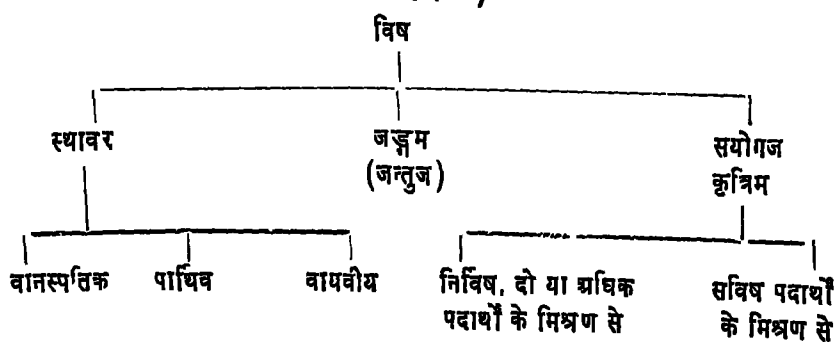 विष
स्थावर जङ्गम सयोगज
(जन्तुज) कृत्रिम
वानस्पतिक पार्थिव वायवीय निर्विष, दो या अधिक सविष पदार्थों
पदार्थों के मिश्रण से के मिश्रण से